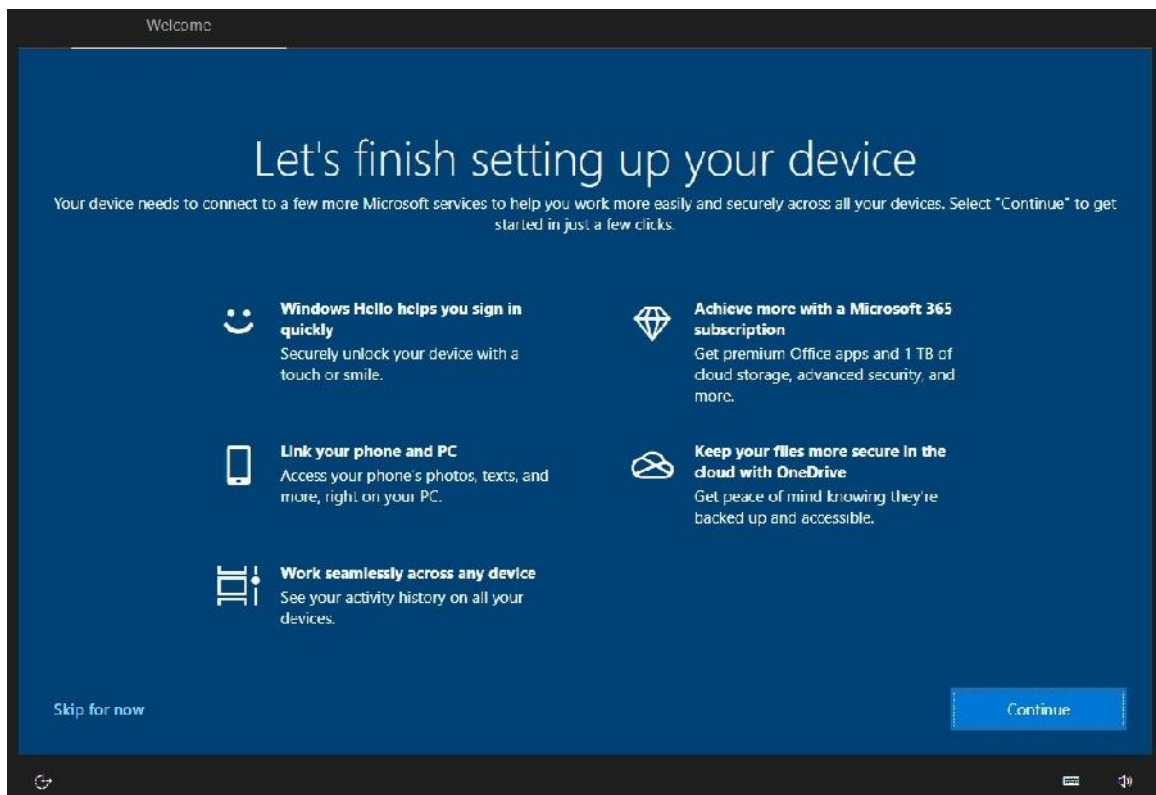 Welcome
Let's finish setting up your device
Your device needs to connect to a few more Microsoft services to help you work more easily and securely across all your devices. Select "Continue" to get
started in just a few clicks.
Windows Hello helps you sign in
quickly
Securely unlock your device with a
touch or smile.
Link your phone and PC
Access your phone's photos, texts, and
more, right on your PC.
Work seamlessly across any device
See your activity history on all your
devices.
Achieve more with a Microsoft 365
subscription
Get premium Office apps and 1 TB of
cloud storage, advanced security, and
more.
Keep your files more secure in the
cloud with OneDrive
Get peace of mind knowing they're
backed up and accessible.
Skip for now
Continue